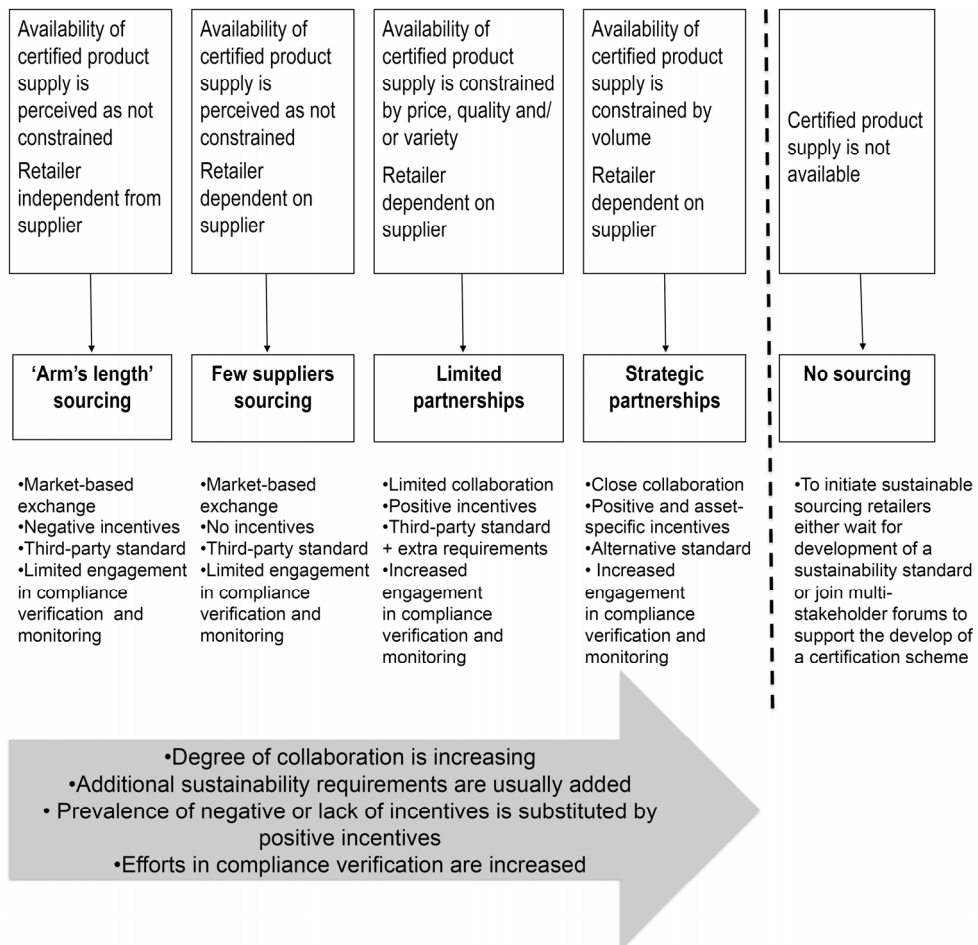 Availability of
certified product
supply is
perceived as not
constrained
Retailer
independent from
supplier
Availability of
certified product
supply is
perceived as not
constrained
Retailer
dependent on
supplier
Availability of
certified product
supply is constrained
by price, quality and/
or variety
Retailer
dependent on
supplier
Availability of
certified product
supply is
constrained by
volume
Retailer
dependent on
supplier
Certified product
supply is not
available
‘Arm’s length’
sourcing
Few suppliers
sourcing
Limited
partnerships
Strategic
partnerships
No sourcing
•Market-based
exchange
•Negative incentives
•Third-party standard
•Limited engagement
in compliance
verification and
monitoring
•Market-based
exchange
•No incentives
•Third-party standard
•Limited engagement
in compliance
verification and
monitoring
•Limited collaboration
•Positive incentives
•Third-party standard
+ extra requirements
•Increased
engagement
in compliance
verification and
monitoring
•Close collaboration
•Positive and asset-
specific incentives
•Alternative standard
• Increased
engagement
in compliance
verification and
monitoring
•To initiate sustainable
sourcing retailers
either wait for
development of a
sustainability standard
or join multi-
stakeholder forums to
support the develop of
a certification scheme
•Degree of collaboration is increasing
•Additional sustainability requirements are usually added
• Prevalence of negative or lack of incentives is substituted by
positive incentives
•Efforts in compliance verification are increased